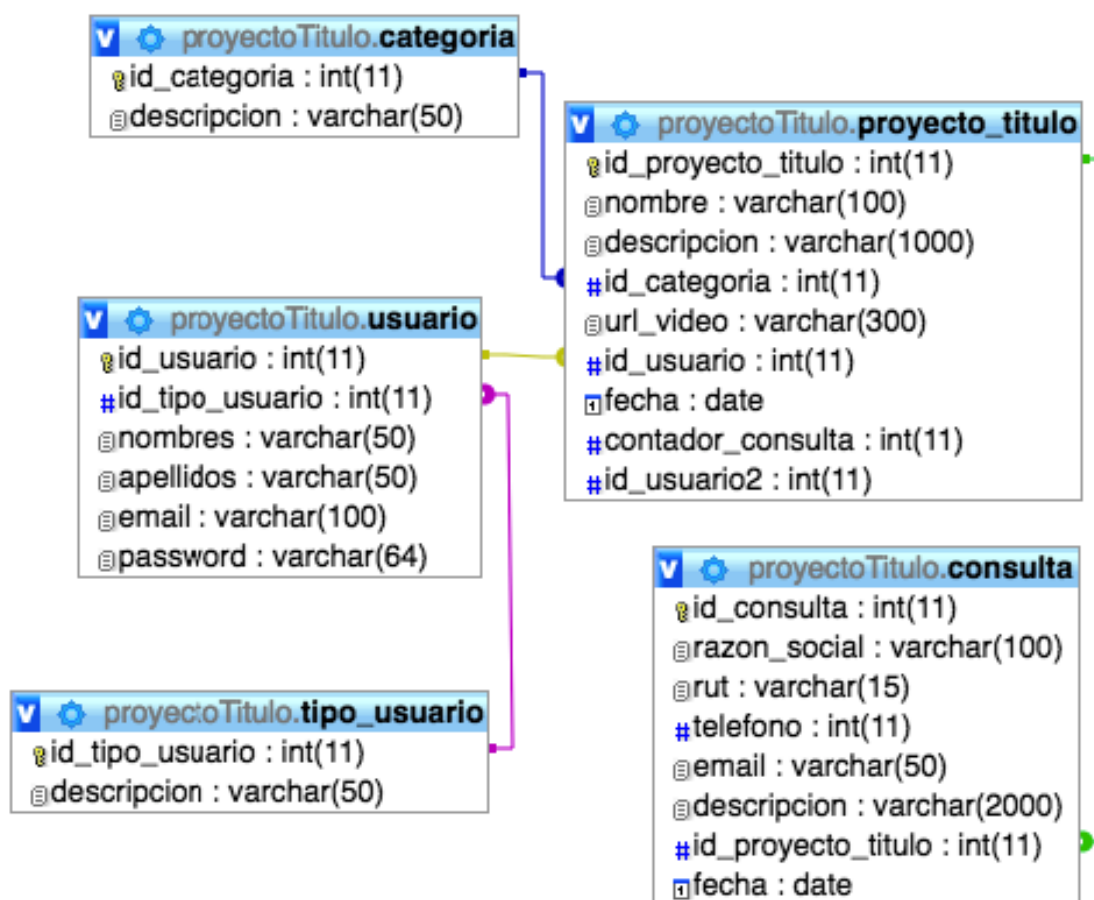 proyectoTitulo.categoria
id_categoria : int(11)
descripcion : varchar(50)
proyectoTitulo.proyecto_titulo
id_proyecto_titulo : int(11)
nombre : varchar(100)
descripcion : varchar(1000)
#id_categoria : int(11)
url_video : varchar(300)
#id_usuario : int(11)
fecha : date
#contador_consulta : int(11)
#id_usuario2 : int(11)
proyectoTitulo.usuario
id_usuario : int(11)
#id_tipo_usuario : int(11)
nombres : varchar(50)
apellidos : varchar(50)
email : varchar(100)
password : varchar(64)
proyectoTitulo.consulta
id_consulta : int(11)
razon_social : varchar(100)
rut : varchar(15)
#telefono : int(11)
email : varchar(50)
descripcion : varchar(2000)
#id_proyecto_titulo : int(11)
fecha : date
proyectoTitulo.tipo_usuario
id_tipo_usuario : int(11)
descripcion : varchar(50)